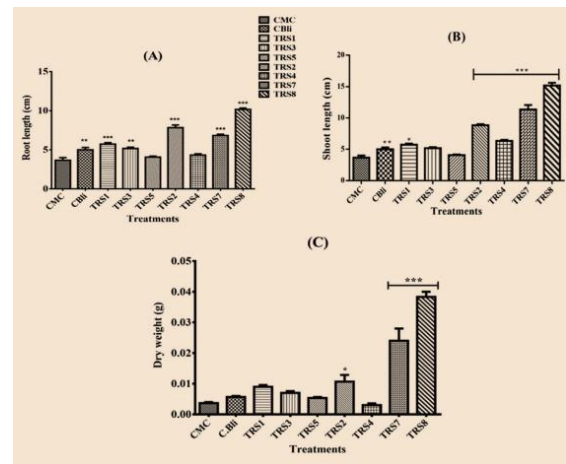 CMC
CBli
TRS1
TRS3
TRS5
TRS2
TRS4
TRS7
TRS8
(A)
Root length (cm)
15
10
5
0
** *** ** *** *** ***
CMC CBli TRS1 TRS3 TRS5 TRS2 TRS4 TRS7 TRS8
Treatments
(B)
Shoot length (cm)
20
15
10
5
0
** * ***
CMC CBli TRS1 TRS3 TRS5 TRS2 TRS4 TRS7 TRS8
Treatments
(C)
Dry weight (g)
0.05
0.04
0.03
0.02
0.01
0.00
* ***
CMC C.Bli TRS1 TRS3 TRS5 TRS2 TRS4 TRS7 TRS8
Treatments